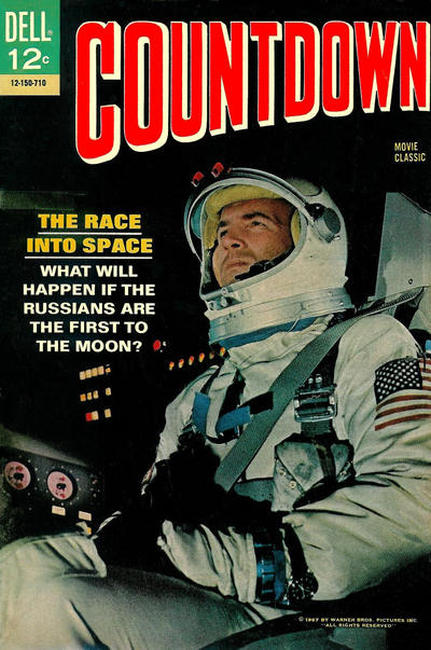 DELL®
12c
12-150-710
COUNTDOWN
MOVIE
CLASSIC
THE RACE
INTO SPACE
WHAT WILL
HAPPEN IF THE
RUSSIANS ARE
THE FIRST TO
THE MOON?
© 1967 BY WARNER BROS. PICTURES INC.
"ALL RIGHTS RESERVED"